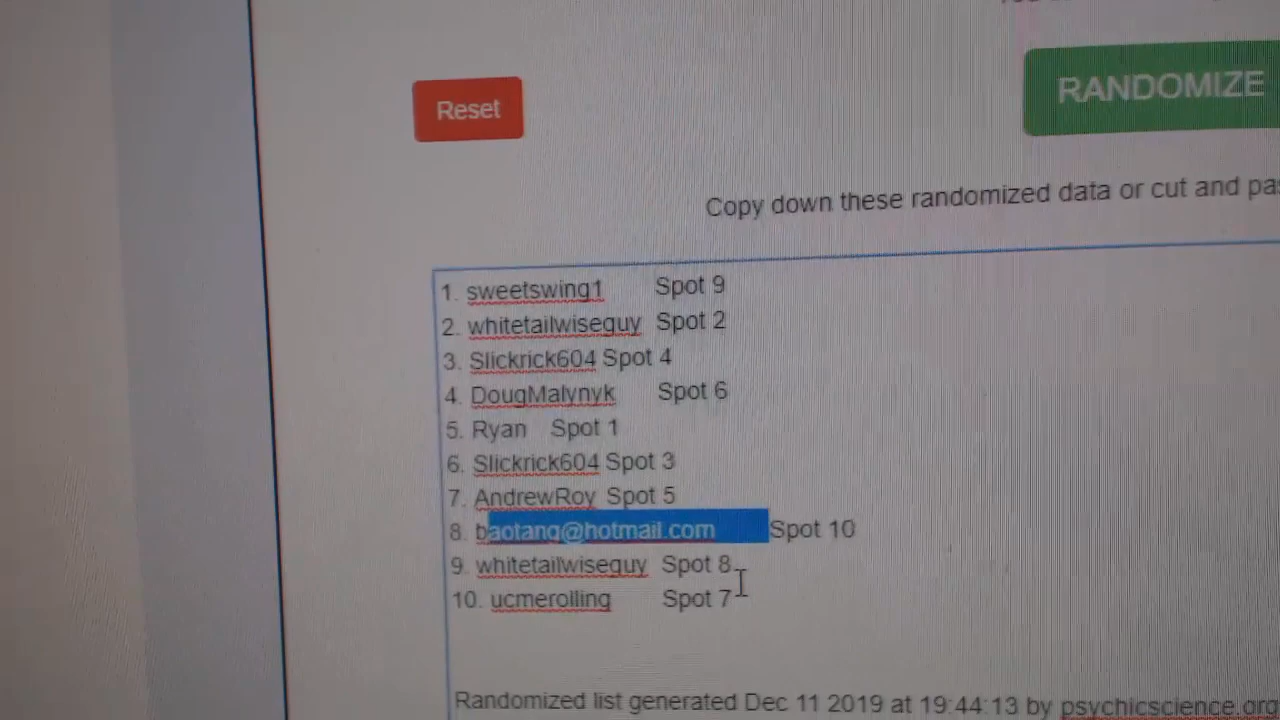 Reset
RANDOMIZE
Copy down these randomized data or cut and pa
1. sweetswing1 Spot 9
2. whitetailwiseguy Spot 2
3. Slickrick604 Spot 4
4. DougMalynyk Spot 6
5. Ryan Spot 1
6. Slickrick604 Spot 3
7. AndrewRoy Spot 5
8. baotang@hotmail.com Spot 10
9. whitetailwiseguy Spot 8
10. ucmerolling Spot 7
Randomized list generated Dec 11 2019 at 19:44:13 by psychicscience.org